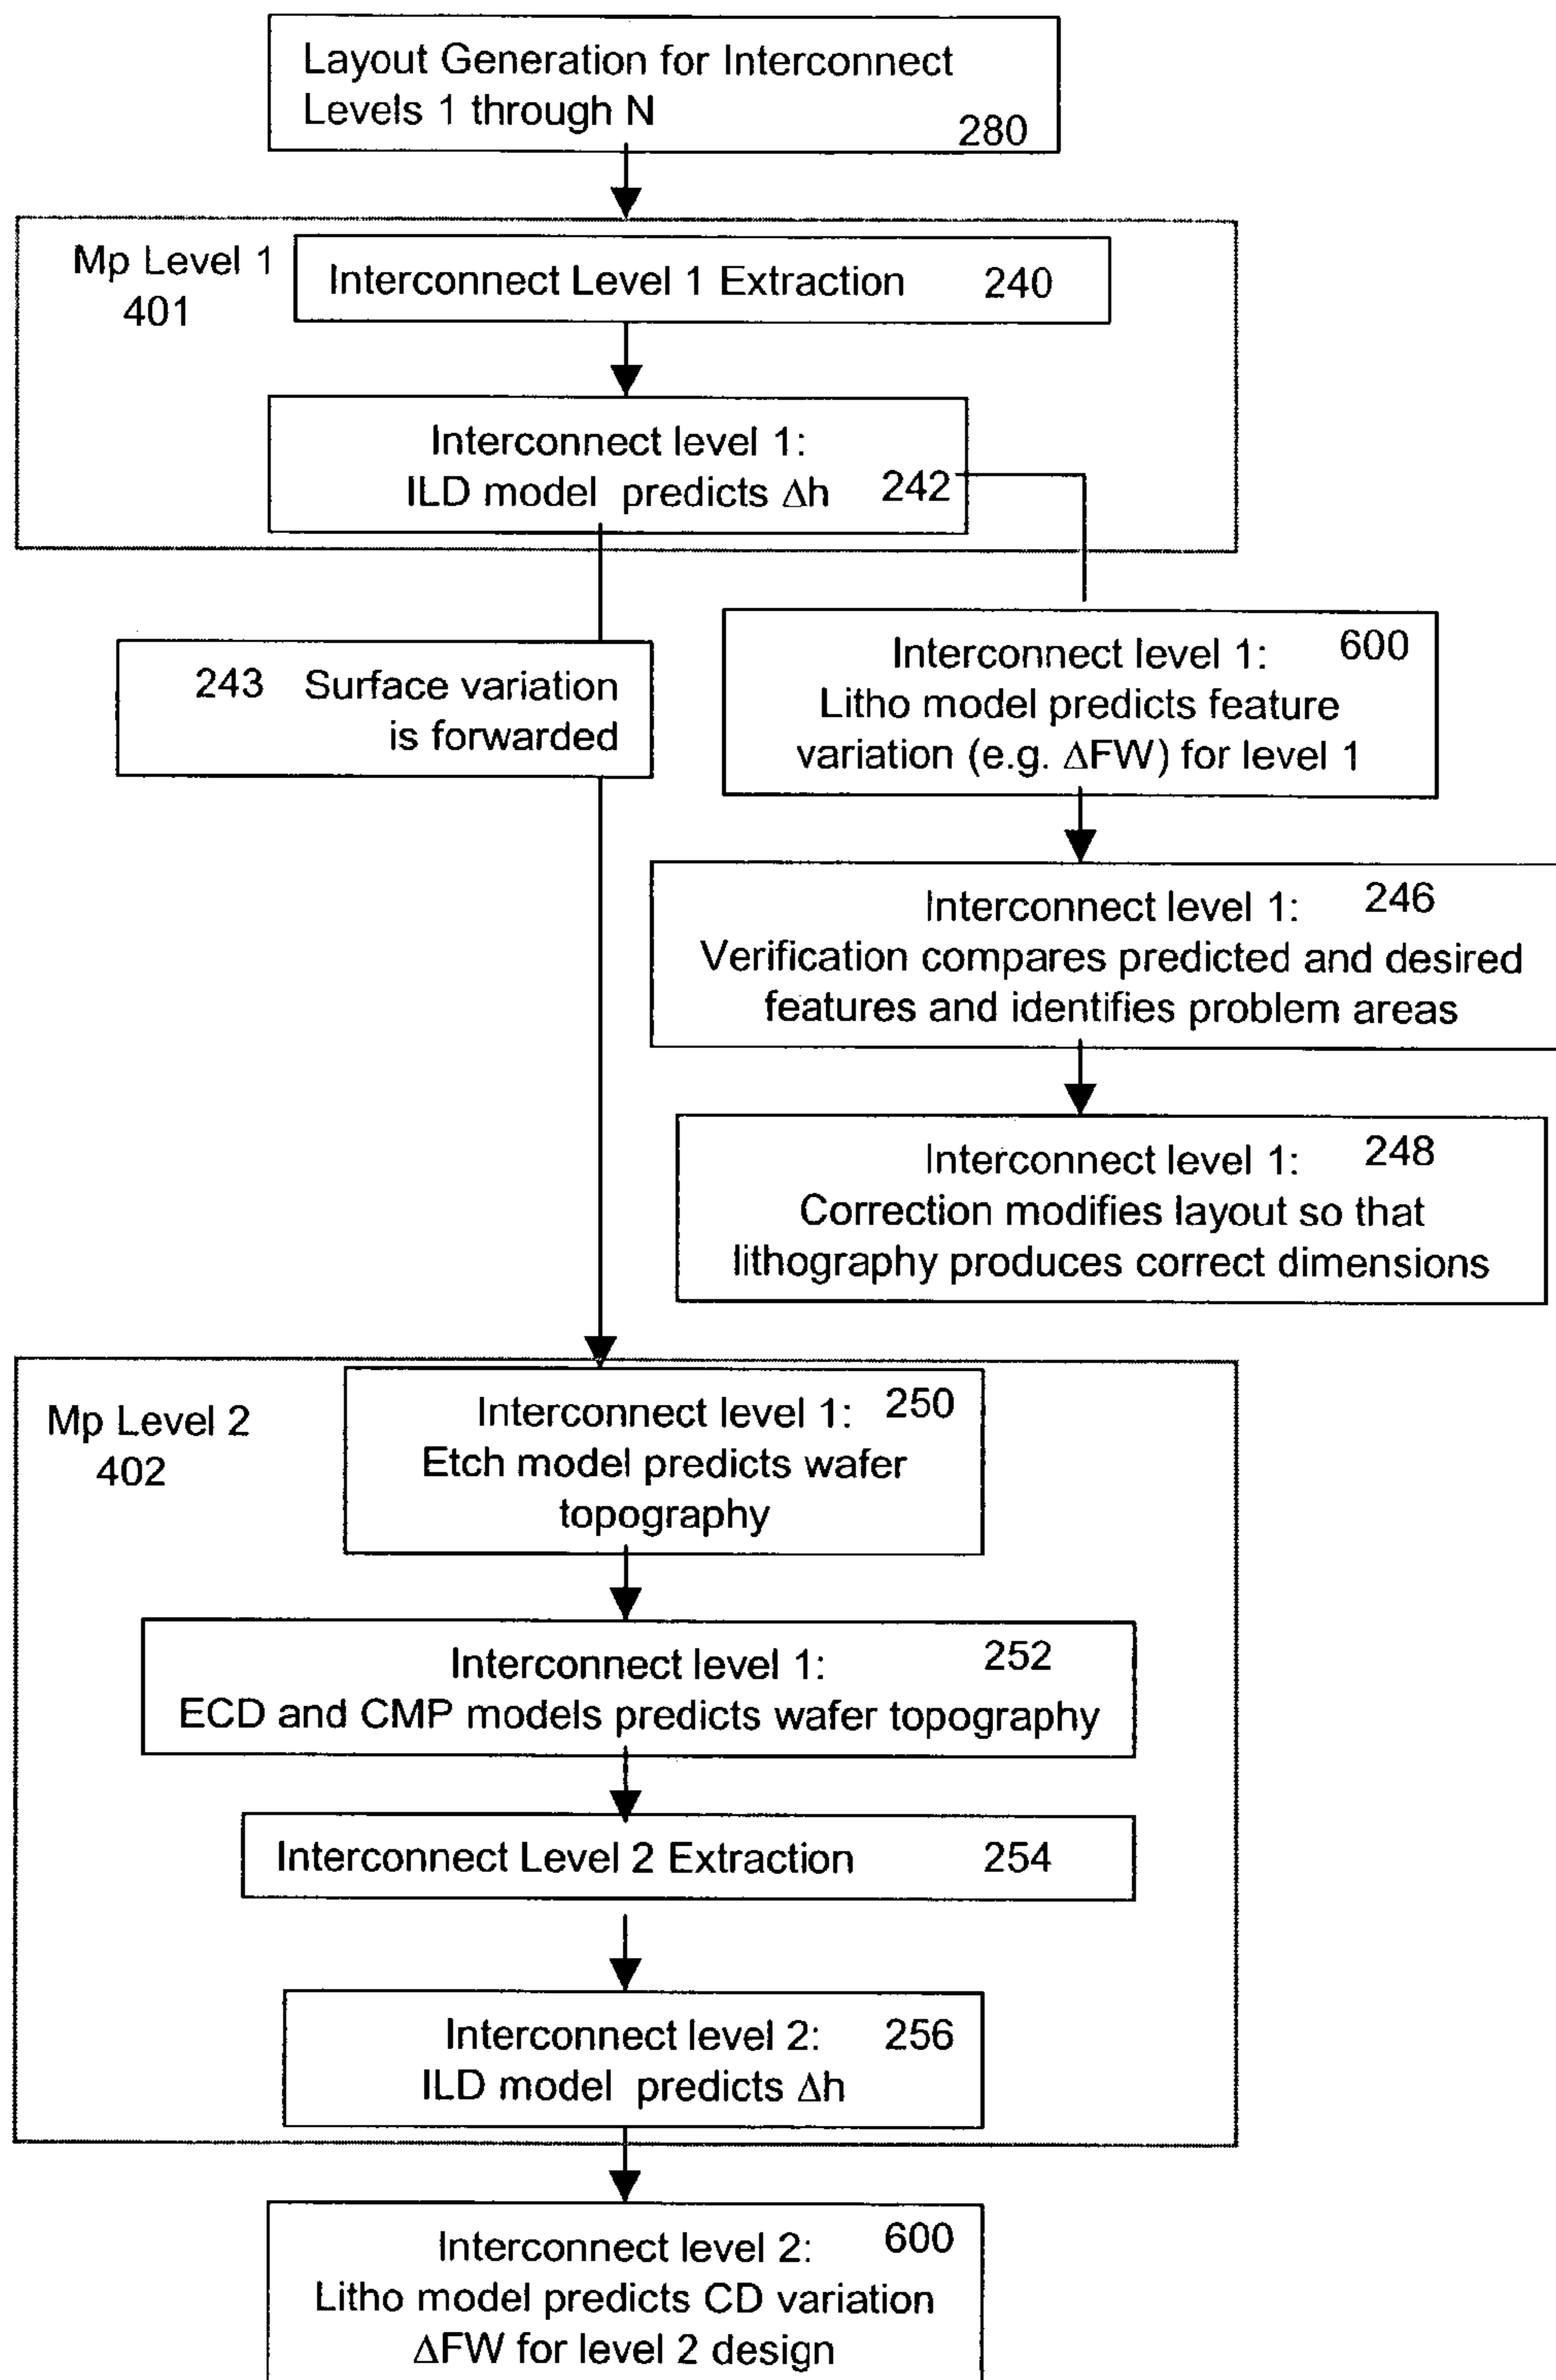 Layout Generation for Interconnect
Levels 1 through N
280
Mp Level 1
401
Interconnect Level 1 Extraction 240
Interconnect level 1:
ILD model predicts Δh 242
243 Surface variation
is forwarded
Interconnect level 1: 600
Litho model predicts feature
variation (e.g. ΔFW) for level 1
Interconnect level 1: 246
Verification compares predicted and desired
features and identifies problem areas
Interconnect level 1: 248
Correction modifies layout so that
lithography produces correct dimensions
Mp Level 2
402
Interconnect level 1: 250
Etch model predicts wafer
topography
Interconnect level 1: 252
ECD and CMP models predicts wafer topography
Interconnect Level 2 Extraction 254
Interconnect level 2: 256
ILD model predicts Δh
Interconnect level 2: 600
Litho model predicts CD variation
ΔFW for level 2 design